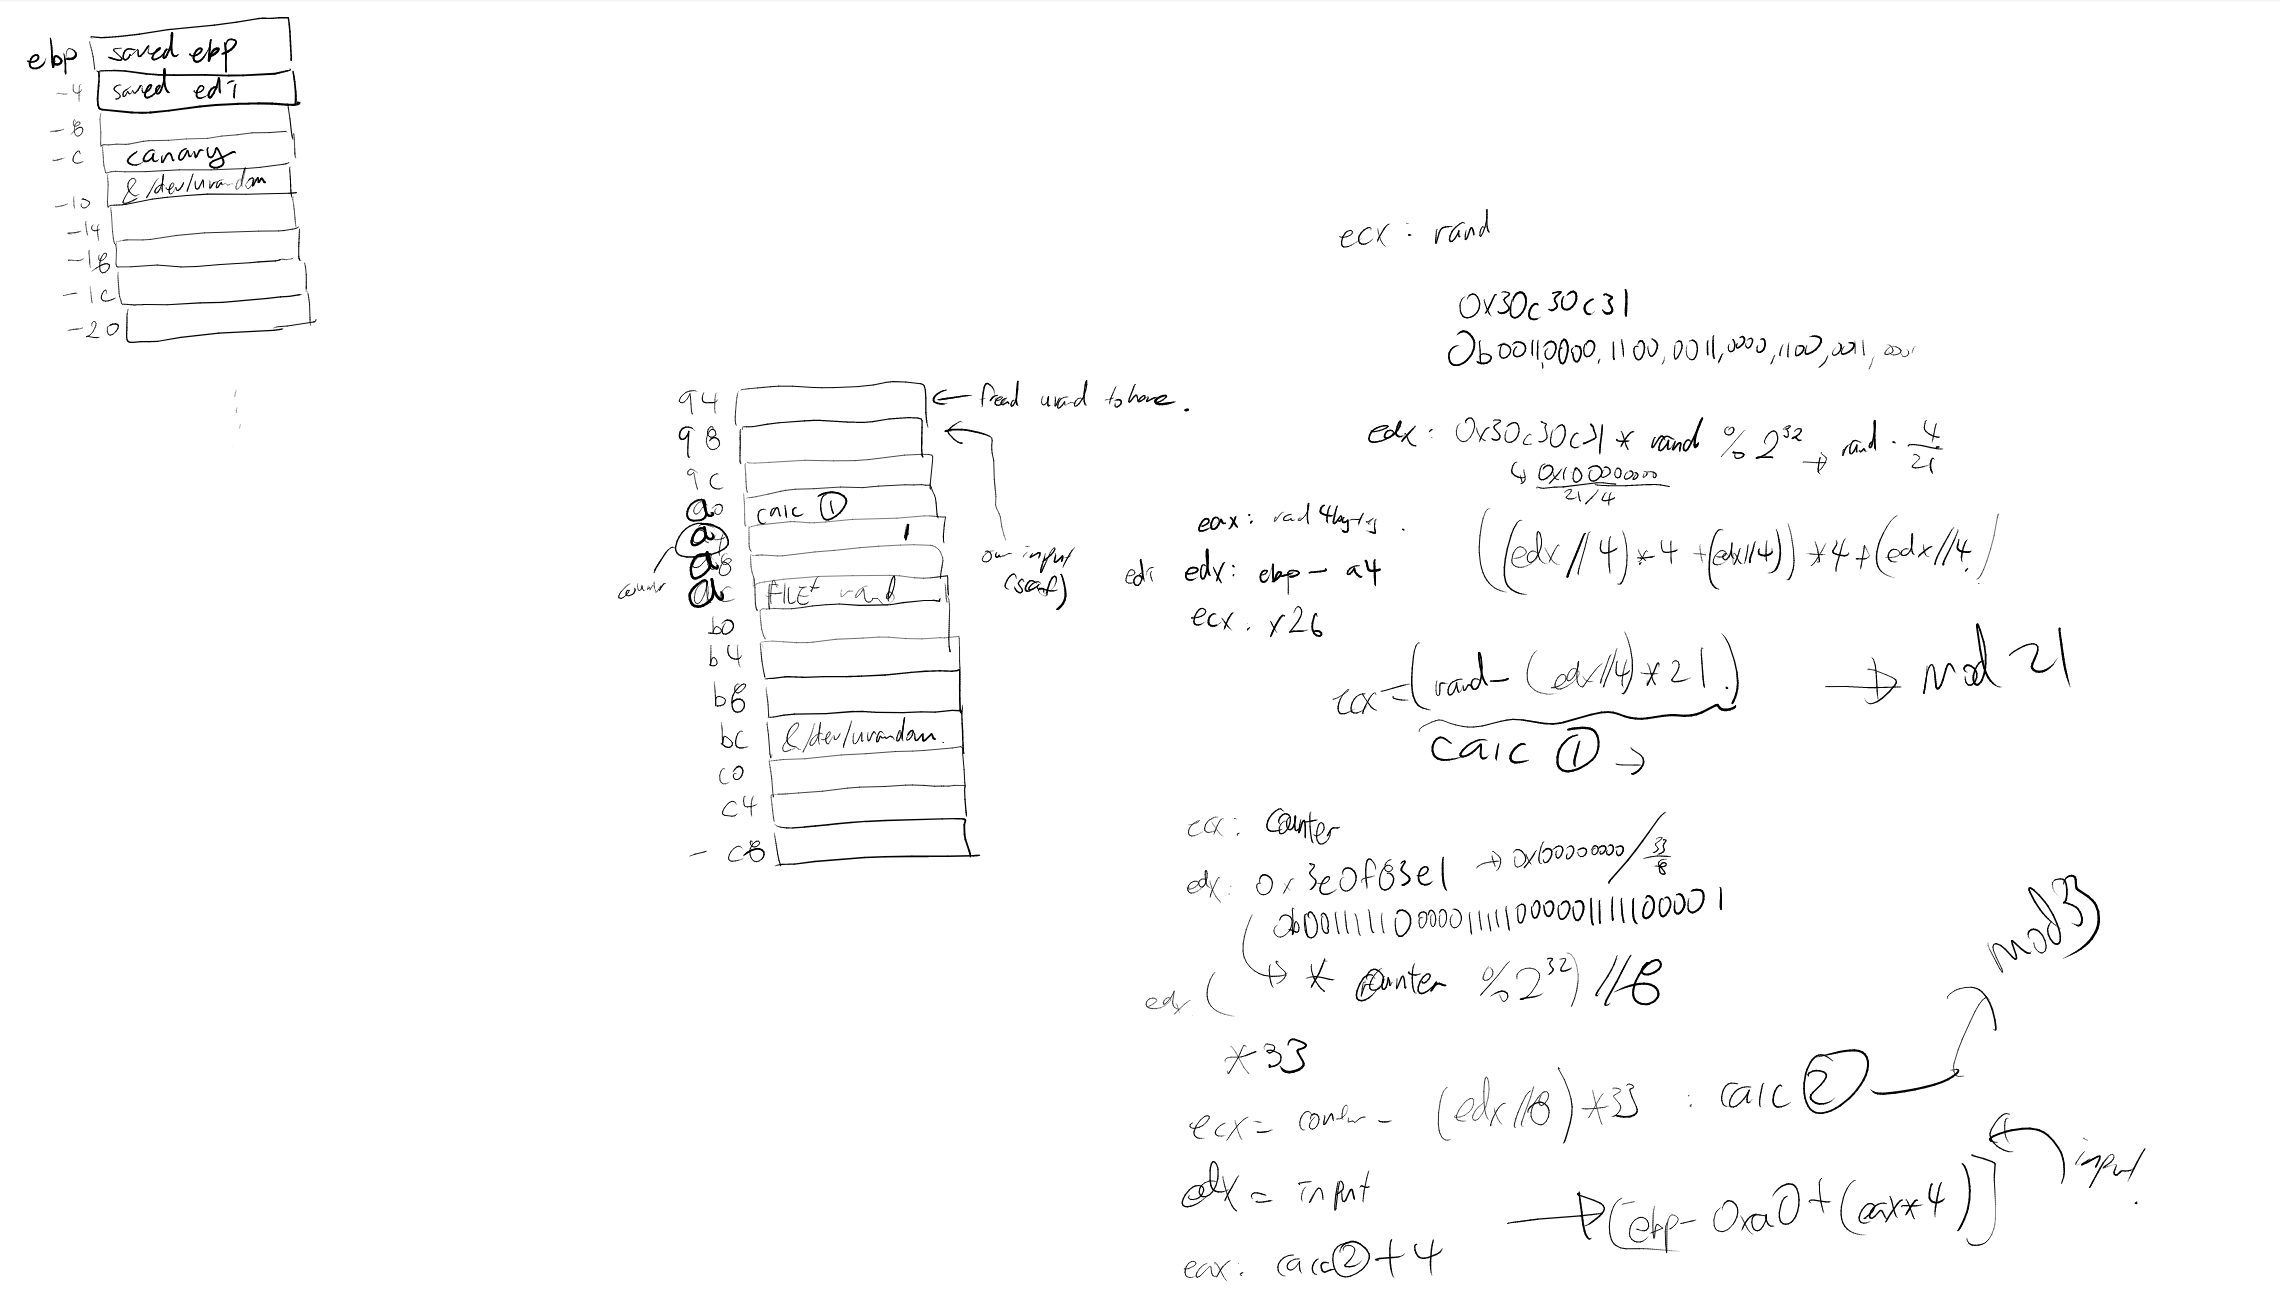 ebp saved ebp
-4 saved edi
-8
-c canary
-10 & /dev/urandom
-14
-18
-1c
-20
94 ← fread urand to here.
98
9c
a0 calc ①
a 1
a8
ac FILE* rand
counter
b0
b4
b8
bc & /dev/urandom.
c0
c4
- c8
our input
(scanf)
ecx : rand
0x30c30c31
0b0011,0000,1100,0011,0000,1100,0011,0001
edx : 0x30c30c31 * rand % 2^32 → rand · 4/21
↳ 0x100000000
21/4
eax : rand 4bytes .
((edx // 4) * 4 + (edx//4)) * 4 + (edx//4)
edi edx : ebp - a4
ecx . x26
ecx = (rand - (edx//4) * 21.) → mod 21
calc ① →
ecx : counter
edx : 0x3e0f83e1 → 0x100000000 / 33/8
0b00111110000011111000001111100001
edx ( ↳ * counter % 2^32) // 8
* 33
mod 33
ecx = counter - (edx//8) * 33 : calc ②
edx = input
→ [ebp - 0xa0 + (eax*4)]
input
eax : calc ② + 4